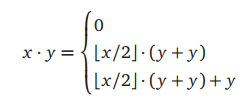 0
x · y = ⌊x/2⌋·(y + y)
⌊x/2⌋·(y + y) + y